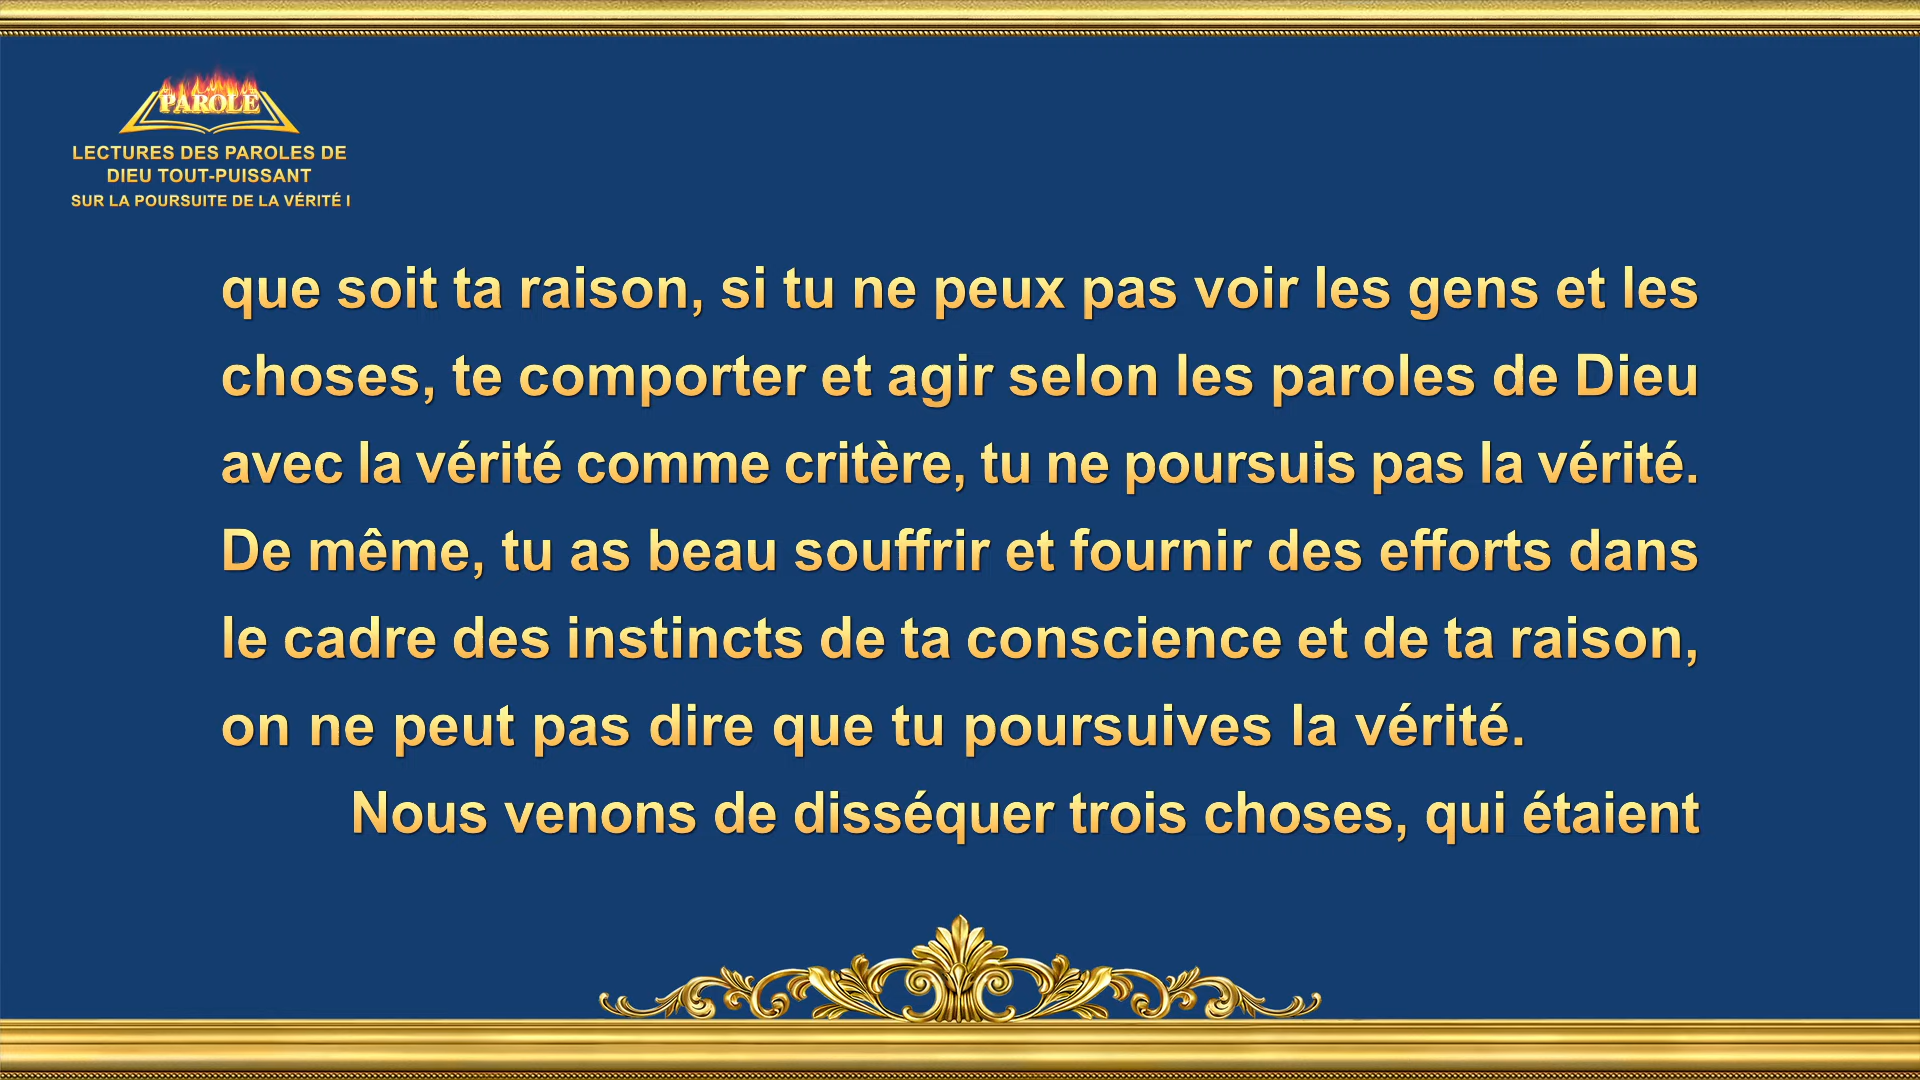 PAROLE
LECTURES DES PAROLES DE
DIEU TOUT-PUISSANT
SUR LA POURSUITE DE LA VÉRITÉ I
que soit ta raison, si tu ne peux pas voir les gens et les
choses, te comporter et agir selon les paroles de Dieu
avec la vérité comme critère, tu ne poursuis pas la vérité.
De même, tu as beau souffrir et fournir des efforts dans
le cadre des instincts de ta conscience et de ta raison,
on ne peut pas dire que tu poursuives la vérité.
Nous venons de disséquer trois choses, qui étaient